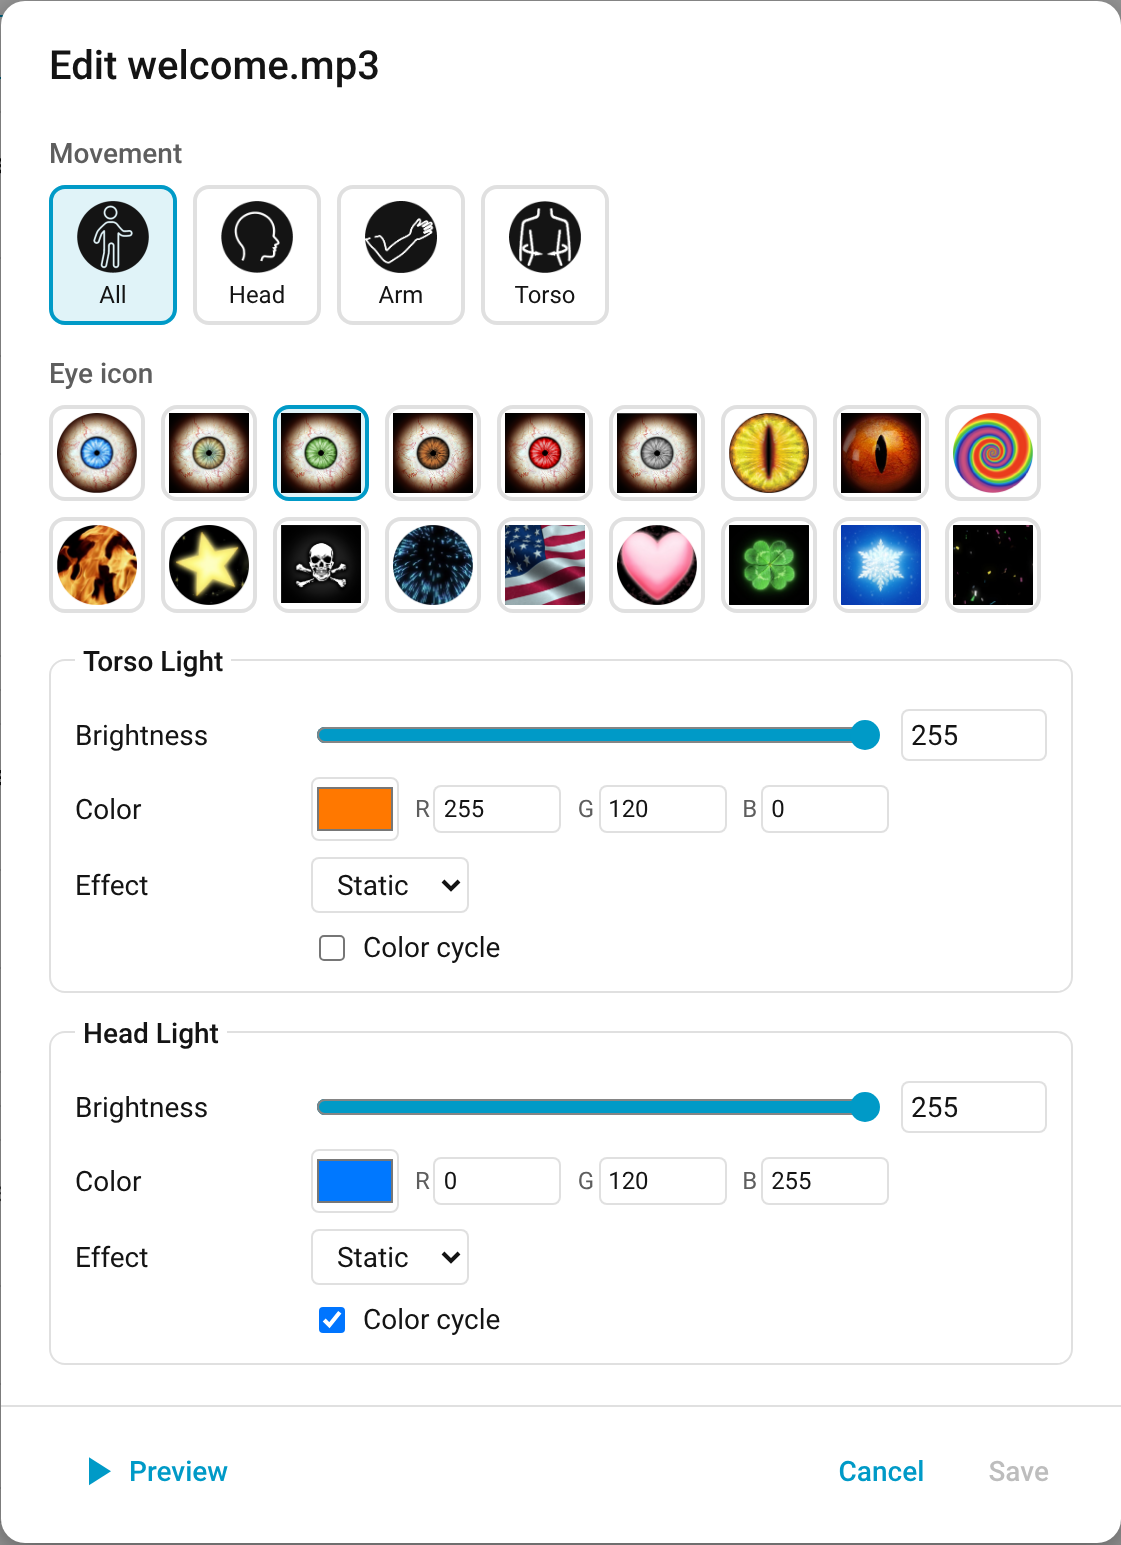 Edit welcome.mp3
Movement
All Head Arm Torso
Eye icon
Torso Light
Brightness 255
Color R 255 G 120 B 0
Effect Static
Color cycle
Head Light
Brightness 255
Color R 0 G 120 B 255
Effect Static
Color cycle
Preview Cancel Save